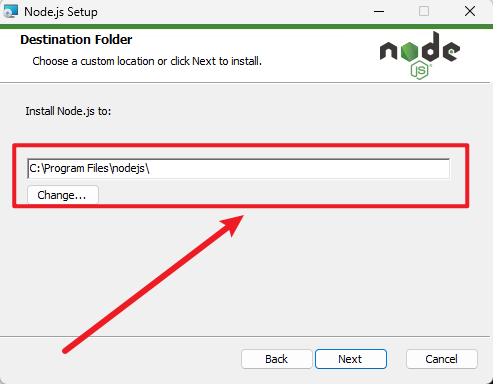 Node.js Setup
Destination Folder
Choose a custom location or click Next to install.
node
JS
Install Node.js to:
C:\Program Files\nodejs\
Change...
Back
Next
Cancel